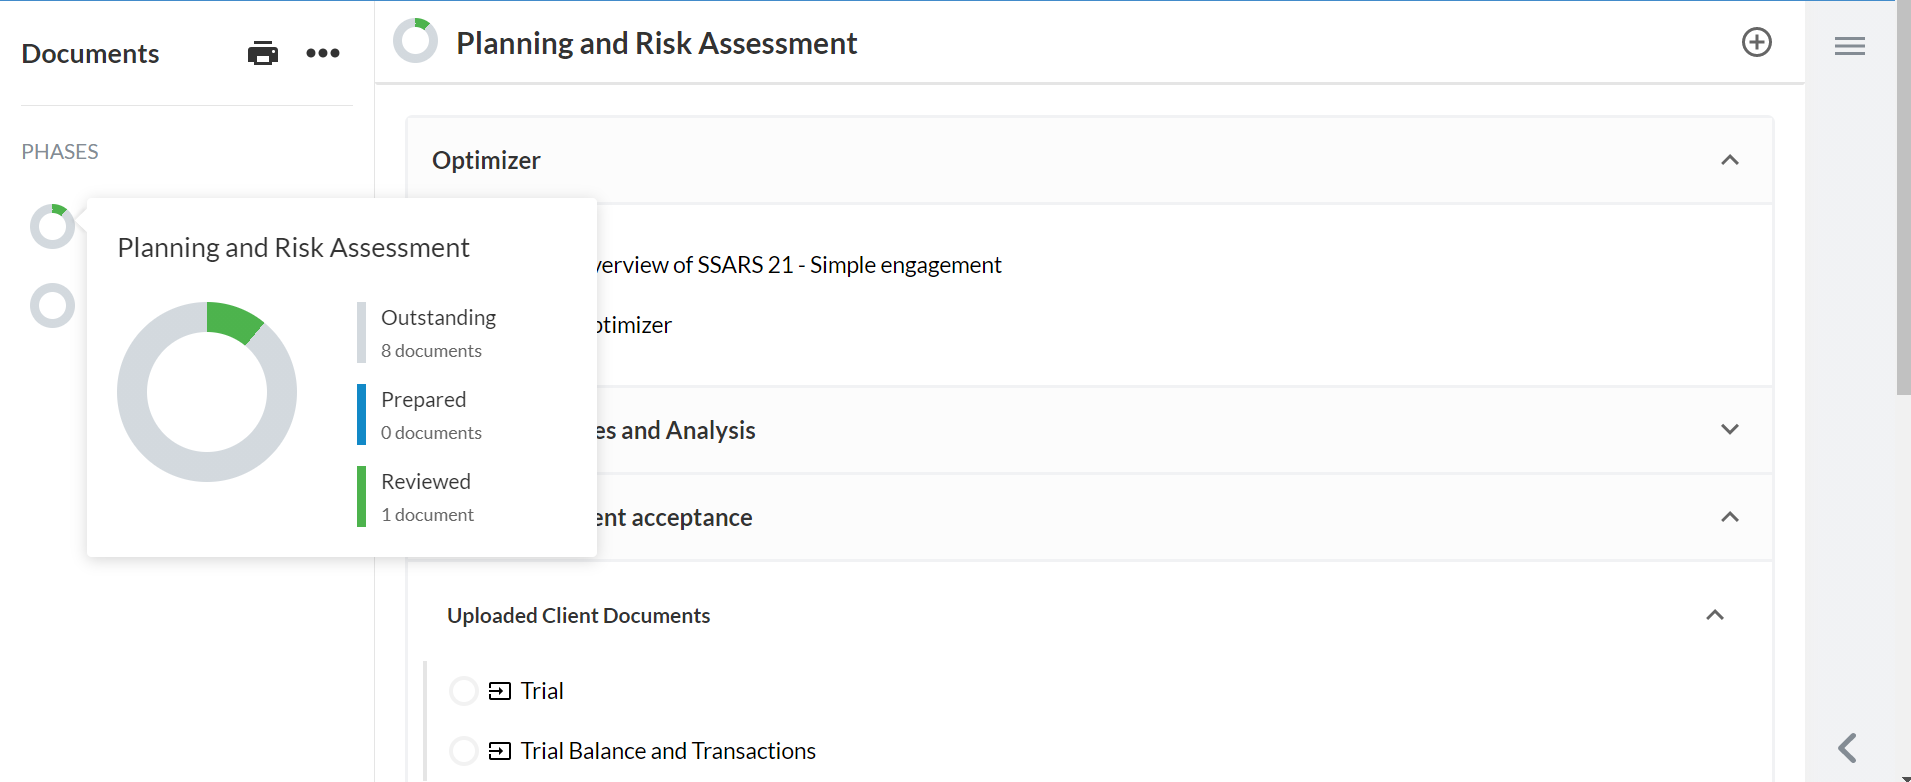 Documents
Planning and Risk Assessment
PHASES
Optimizer
Planning and Risk Assessment
Outstanding
8 documents
Prepared
0 documents
Reviewed
1 document
verview of SSARS 21 - Simple engagement
ptimizer
es and Analysis
ent acceptance
Uploaded Client Documents
Trial
Trial Balance and Transactions